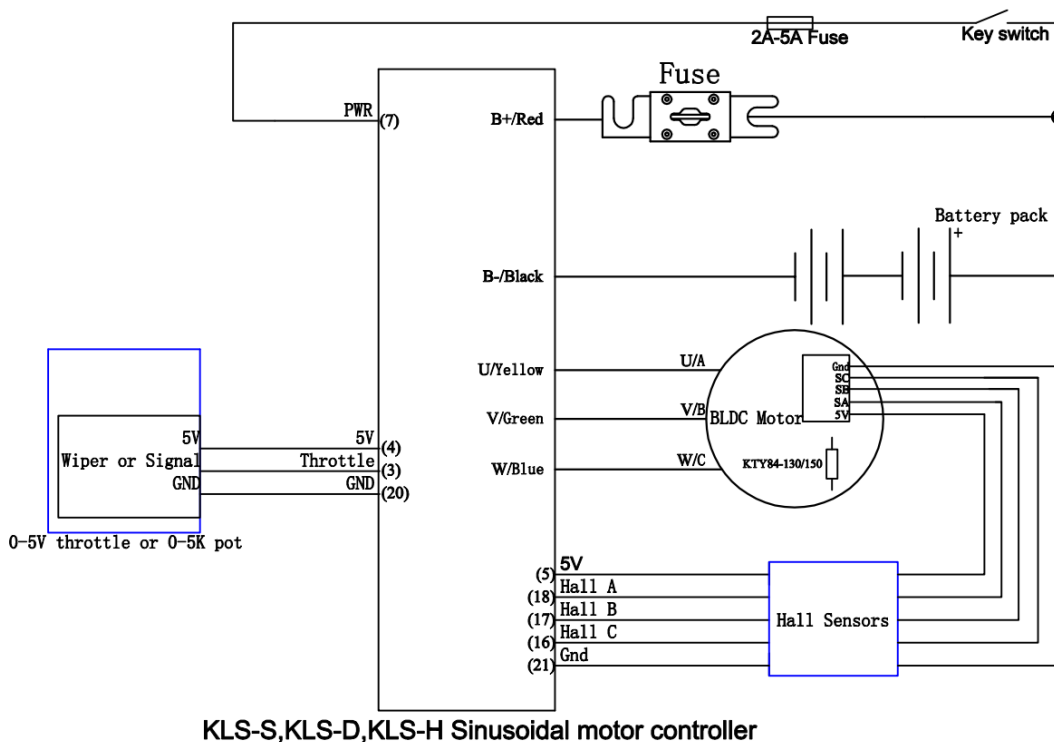 2A-5A Fuse
Key switch
Fuse
PWR
(7)
B+/Red
Battery pack
+
B-/Black
U/Yellow
U/A
V/Green
V/B
W/Blue
W/C
BLDC Motor
Gnd
SC
SB
SA
5V
KTY84-130/150
5V
Wiper or Signal
GND
5V
(4)
Throttle
(3)
GND
(20)
0-5V throttle or 0-5K pot
(5)
5V
(18)
Hall A
(17)
Hall B
(16)
Hall C
(21)
Gnd
Hall Sensors
KLS-S,KLS-D,KLS-H Sinusoidal motor controller